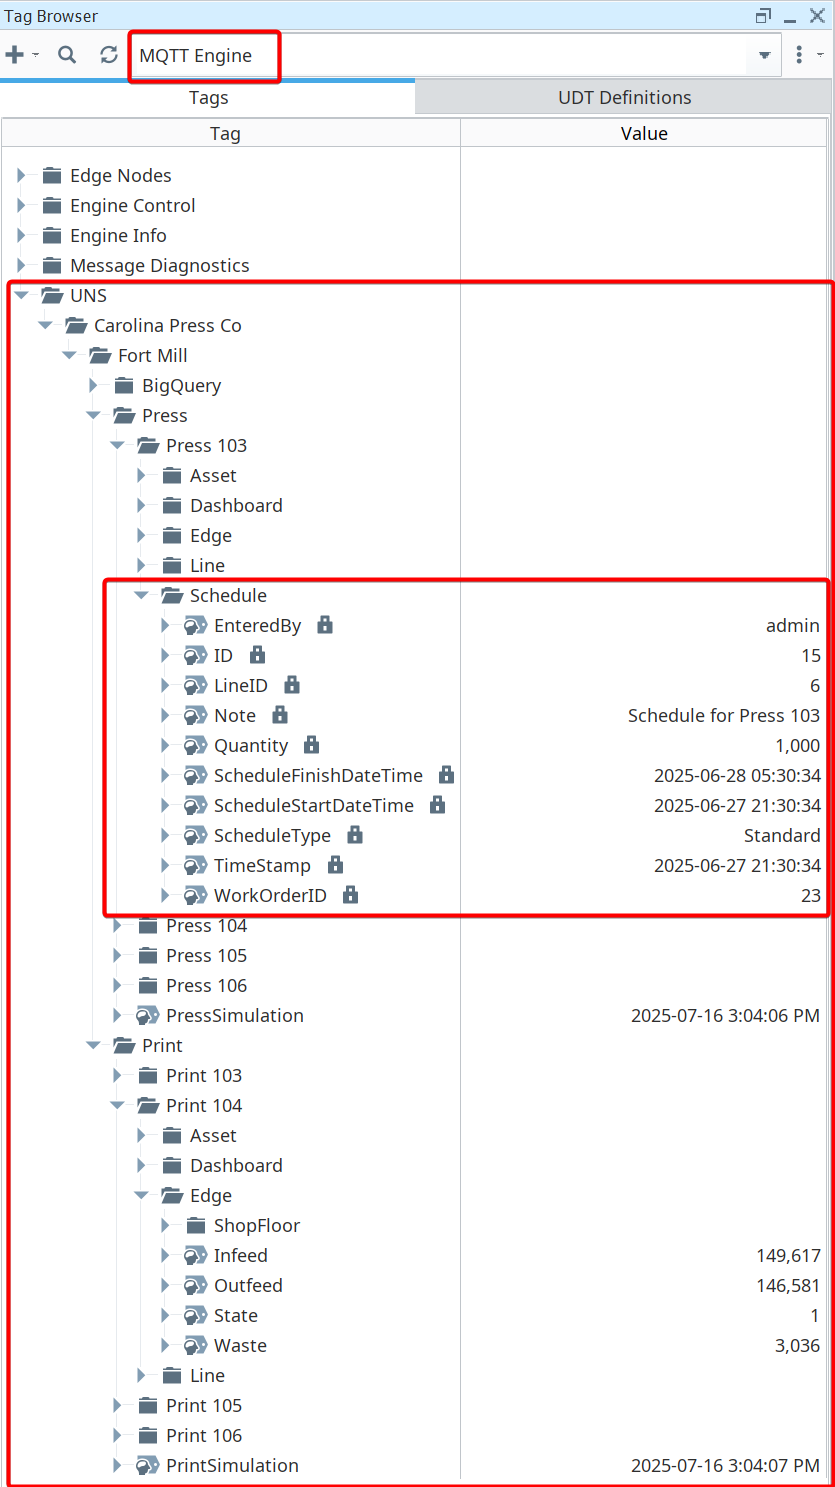 Tag Browser
MQTT Engine
Tags UDT Definitions
Tag Value
Edge Nodes
Engine Control
Engine Info
Message Diagnostics
UNS
Carolina Press Co
Fort Mill
BigQuery
Press
Press 103
Asset
Dashboard
Edge
Line
Schedule
EnteredBy admin
ID 15
LineID 6
Note Schedule for Press 103
Quantity 1,000
ScheduleFinishDateTime 2025-06-28 05:30:34
ScheduleStartDateTime 2025-06-27 21:30:34
ScheduleType Standard
TimeStamp 2025-06-27 21:30:34
WorkOrderID 23
Press 104
Press 105
Press 106
PressSimulation 2025-07-16 3:04:06 PM
Print
Print 103
Print 104
Asset
Dashboard
Edge
ShopFloor
Infeed 149,617
Outfeed 146,581
State 1
Waste 3,036
Line
Print 105
Print 106
PrintSimulation 2025-07-16 3:04:07 PM